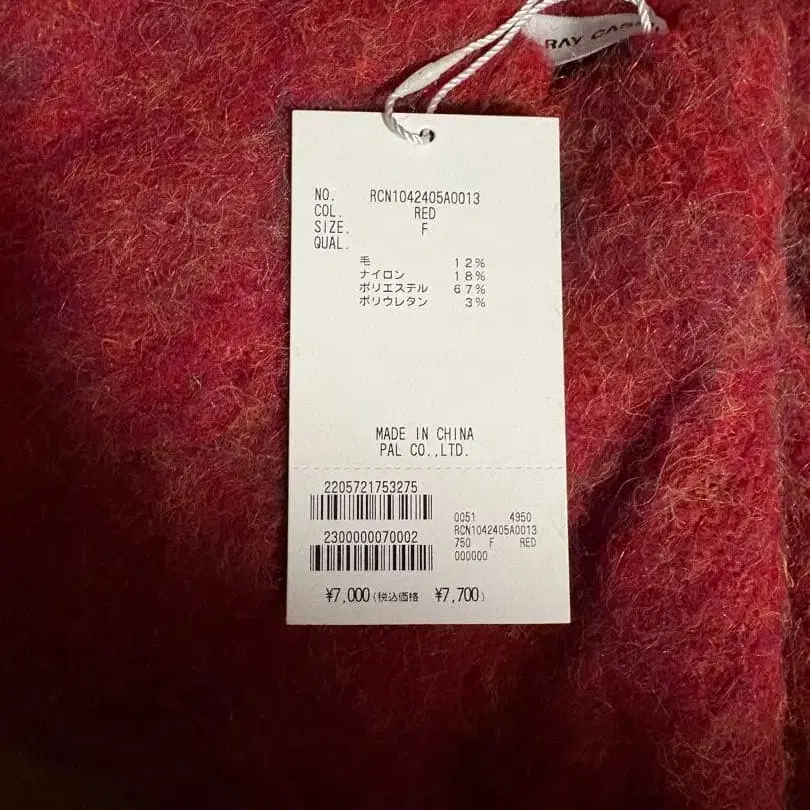 RAY
NO. RCN1042405A0013
COL. RED
SIZE. F
QUAL.
毛 12%
ナイロン 18%
ポリエステル 67%
ポリウレタン 3%
MADE IN CHINA
PAL CO.,LTD.
2205721753275
2300000070002
0051 4950
RCN1042405A0013
750 F RED
000000
¥7,000(税込価格 ¥7,700)